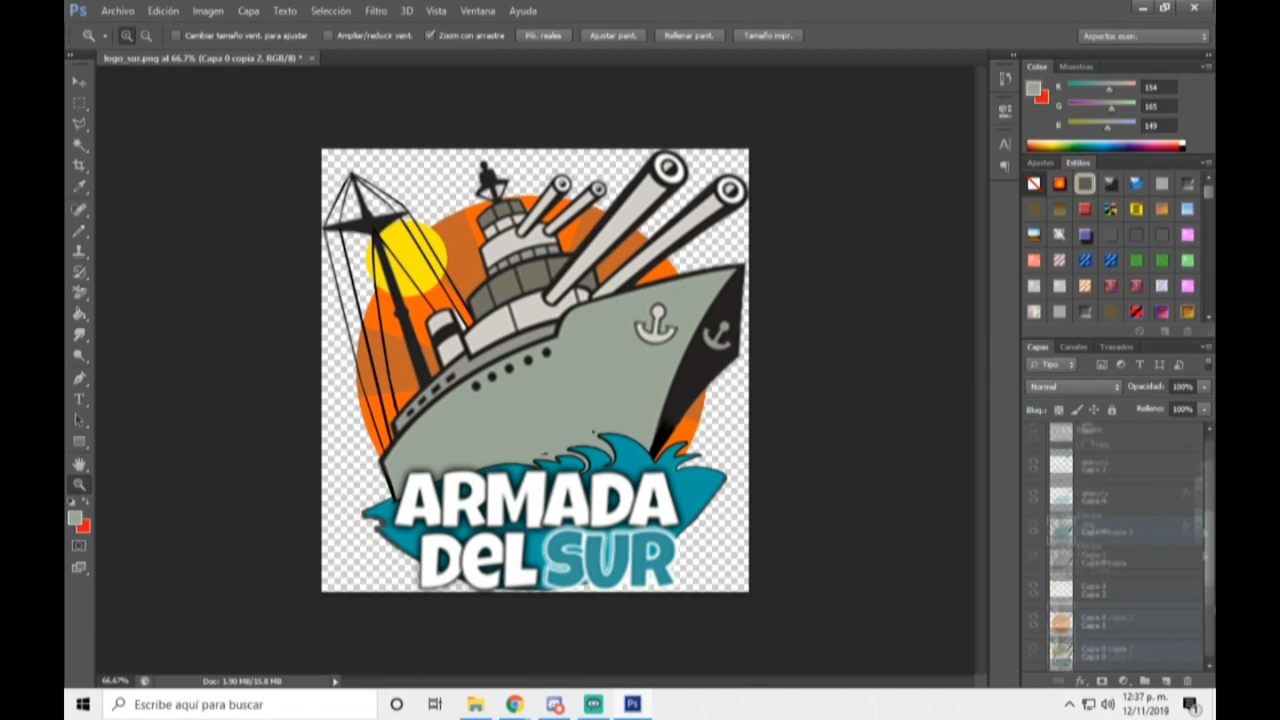 Ps Archivo Edición Imagen Capa Texto Selección Filtro 3D Vista Ventana Ayuda
Cambiar tamaño vent. para ajustar Ampliar/reducir vent. Zoom con arrastre Pís. reales Ajustar pant. Rellenar pant. Tamaño impr. Aspectos esen.
logo_sur.png al 66.7% (Capa 0 copia 2, RGB/8) *
Color Muestras
R 154
G 165
B 149
Ajustes Estilos
ARMADA
DEL SUR
Capas Canales Trazados
Tipo
Normal Opacidad: 100%
Bloq.: Relleno: 100%
66.67% Doc: 1.90 MB/15.8 MB
Escribe aquí para buscar
12:37 p. m.
12/11/2019